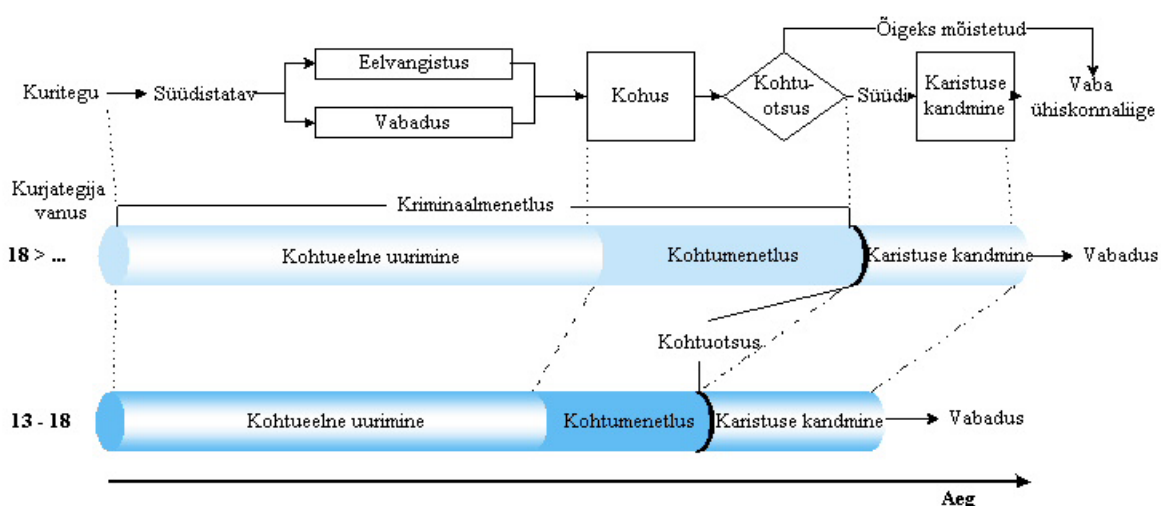 Õigeks mõistetud
Eelvangistus
Kuritegu
Süüdistatav
Vabadus
Kohus
Kohtu-
otsus
Süüdi
Karistuse
kandmine
Vaba
ühiskonnaliige
Kurjategija
vanus
Kriminaalmenetlus
18 > ...
Kohtueelne uurimine
Kohtumenetlus
Karistuse kandmine
Vabadus
Kohtuotsus
13 - 18
Kohtueelne uurimine
Kohtumenetlus
Karistuse kandmine
Vabadus
Aeg